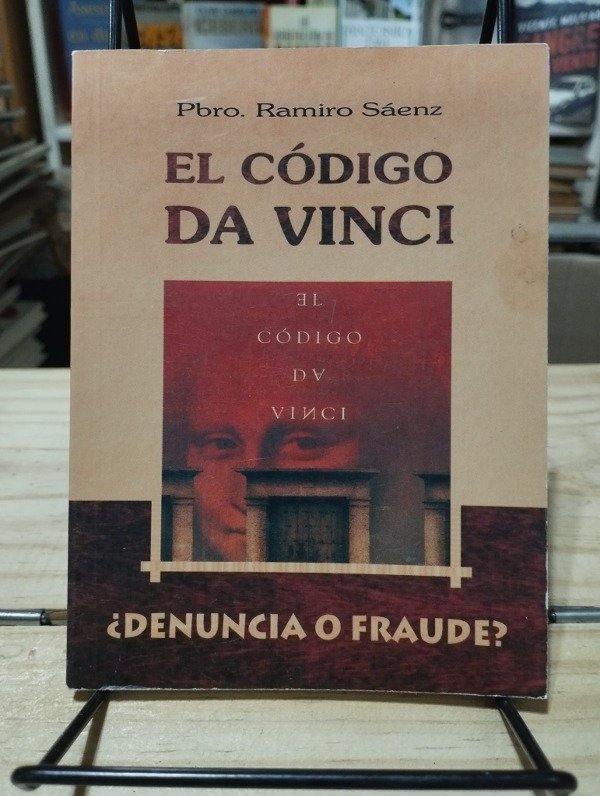 Pbro. Ramiro Sáenz
EL CÓDIGO
DA VINCI
EL
CÓDIGO
DA
VINCI
¿DENUNCIA O FRAUDE?